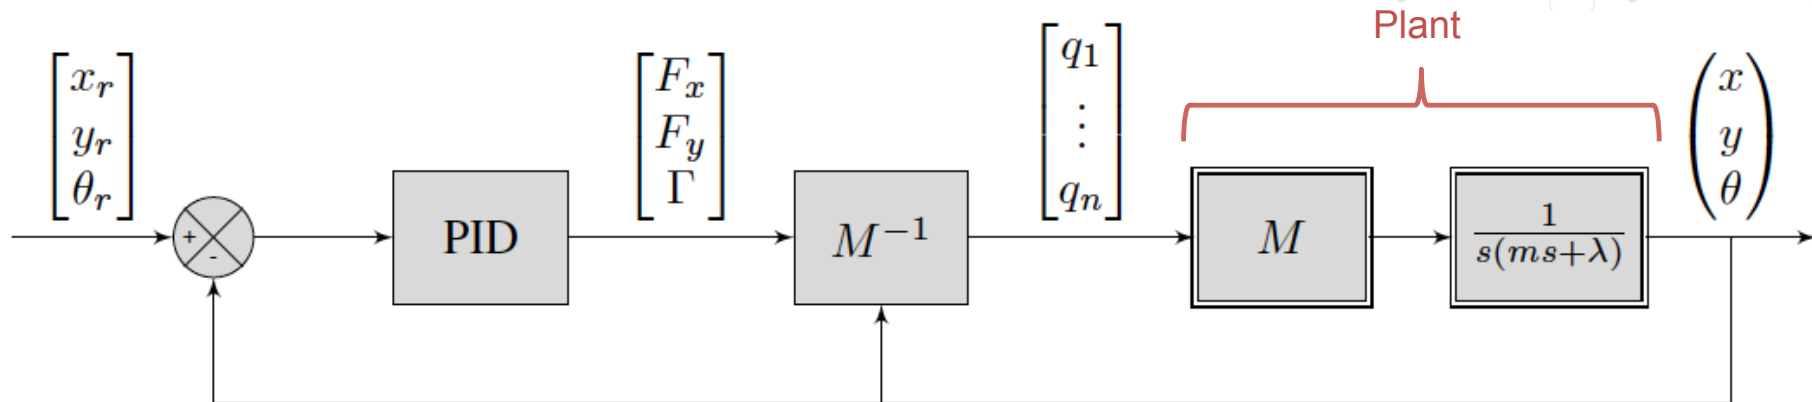 Plant
x_r
y_r
θ_r
F_x
F_y
Γ
q_1
⋮
q_n
x
y
θ
+
-
PID
M^{-1}
M
1
s(ms+λ)